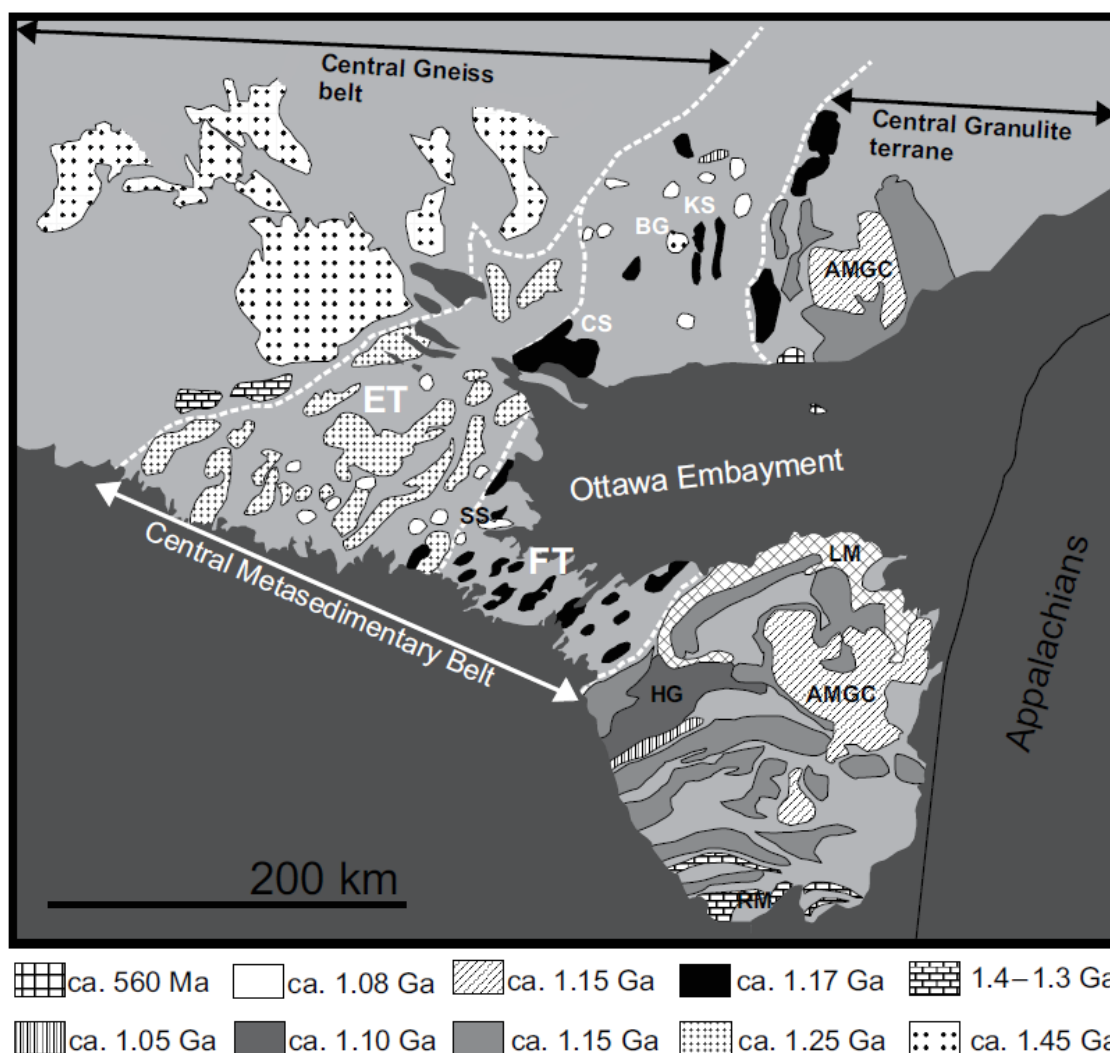 Central Gneiss
belt
Central Granulite
terrane
KS
BG
AMGC
CS
ET
Ottawa Embayment
SS
FT
LM
Central Metasedimentary Belt
HG
AMGC
Appalachians
200 km
RM
ca. 560 Ma
ca. 1.08 Ga
ca. 1.15 Ga
ca. 1.17 Ga
1.4–1.3 Ga
ca. 1.05 Ga
ca. 1.10 Ga
ca. 1.15 Ga
ca. 1.25 Ga
ca. 1.45 Ga